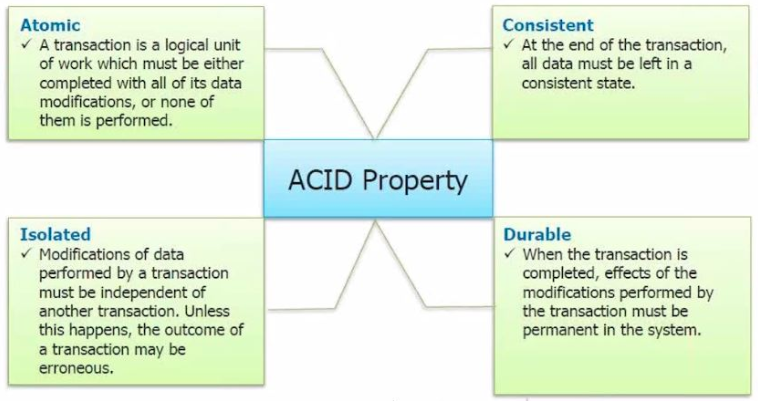 Atomic
✓ A transaction is a logical unit
of work which must be either
completed with all of its data
modifications, or none of
them is performed.
Consistent
✓ At the end of the transaction,
all data must be left in a
consistent state.
ACID Property
Isolated
✓ Modifications of data
performed by a transaction
must be independent of
another transaction. Unless
this happens, the outcome of
a transaction may be
erroneous.
Durable
✓ When the transaction is
completed, effects of the
modifications performed by
the transaction must be
permanent in the system.